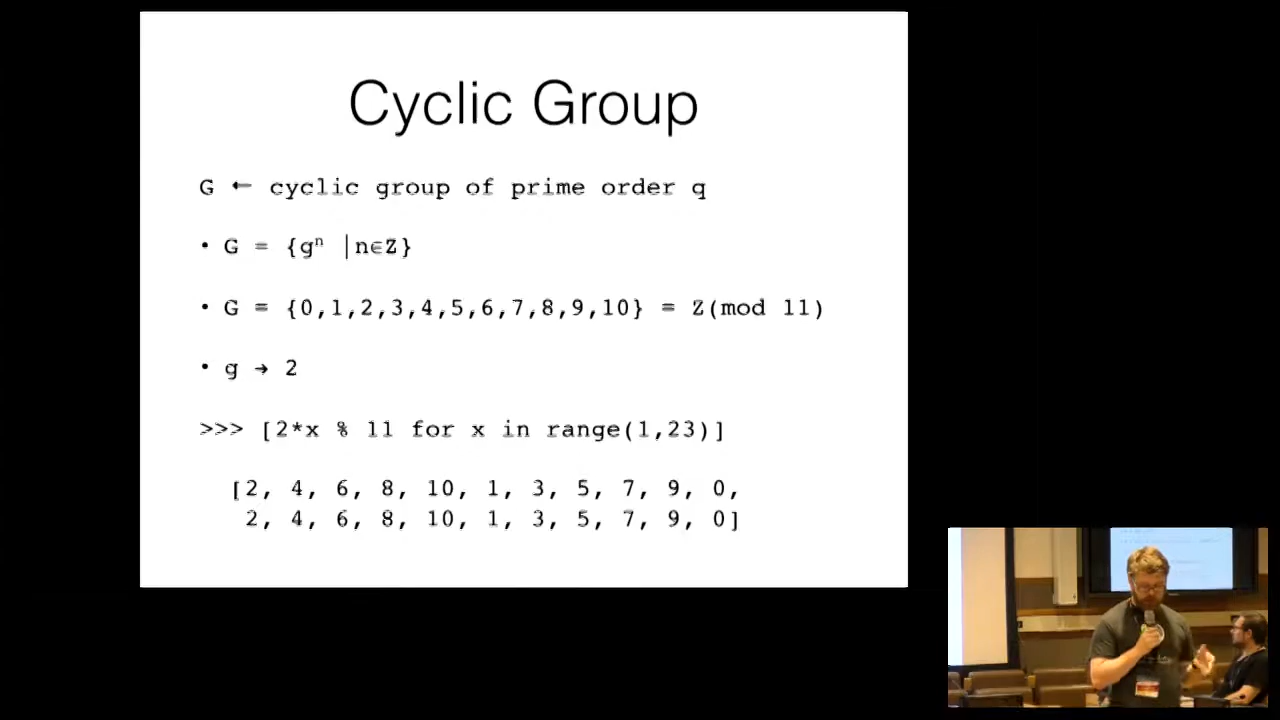 Cyclic Group
G ← cyclic group of prime order q
• G = {gⁿ |n∈Z}
• G = {0,1,2,3,4,5,6,7,8,9,10} = Z(mod 11)
• g → 2
>>> [2*x % 11 for x in range(1,23)]
[2, 4, 6, 8, 10, 1, 3, 5, 7, 9, 0,
2, 4, 6, 8, 10, 1, 3, 5, 7, 9, 0]